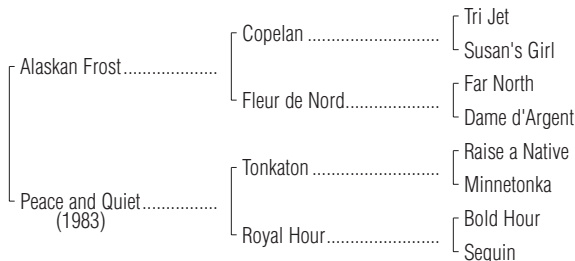 Tri Jet
Copelan ..............................
Susan's Girl
Alaskan Frost...................
Far North
Fleur de Nord......................
Dame d'Argent
Raise a Native
Tonkaton .............................
Minnetonka
Peace and Quiet...............
(1983)
Bold Hour
Royal Hour..........................
Sequin